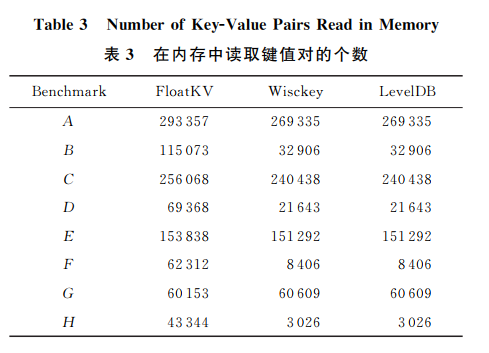 Table 3 Number of Key-Value Pairs Read in Memory
表 3 在内存中读取键值对的个数
Benchmark FloatKV Wisckey LevelDB
A 293 357 269 335 269 335
B 115 073 32 906 32 906
C 256 068 240 438 240 438
D 69 368 21 643 21 643
E 153 838 151 292 151 292
F 62 312 8 406 8 406
G 60 153 60 609 60 609
H 43 344 3 026 3 026